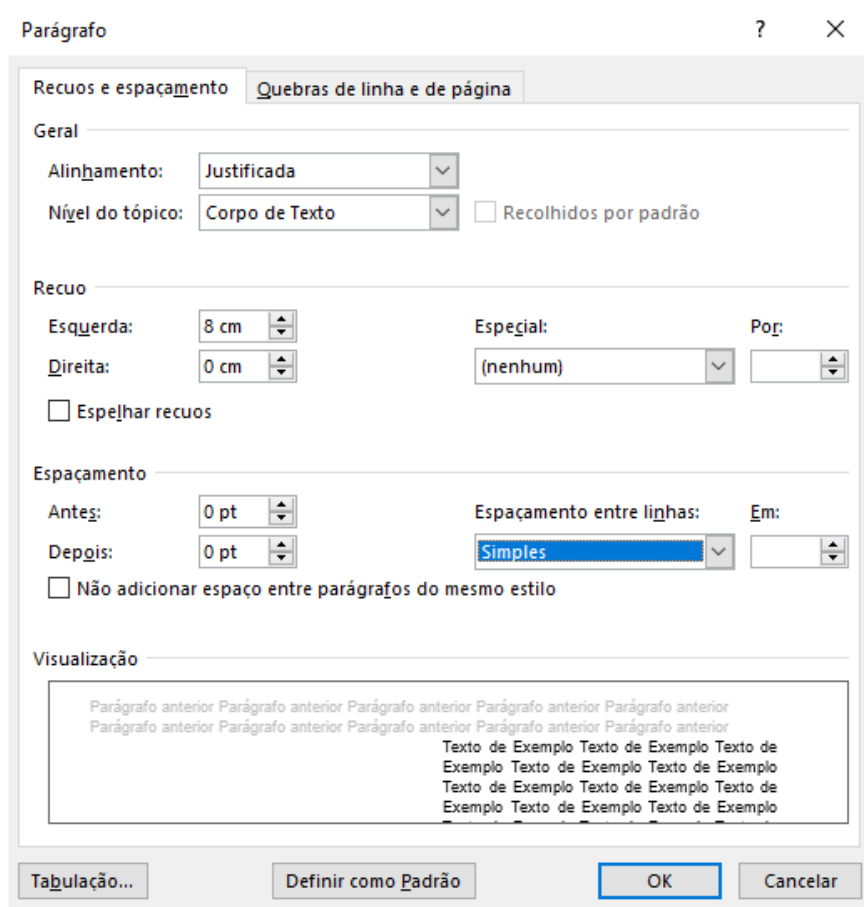 Parágrafo ?
Recuos e espaçamento Quebras de linha e de página
Geral
Alinhamento: Justificada
Nível do tópico: Corpo de Texto Recolhidos por padrão
Recuo
Esquerda: 8 cm Especial: Por:
Direita: 0 cm (nenhum)
Espelhar recuos
Espaçamento
Antes: 0 pt Espaçamento entre linhas: Em:
Depois: 0 pt Simples
Não adicionar espaço entre parágrafos do mesmo estilo
Visualização
Parágrafo anterior Parágrafo anterior Parágrafo anterior Parágrafo anterior Parágrafo anterior
Parágrafo anterior Parágrafo anterior Parágrafo anterior Parágrafo anterior Parágrafo anterior
Texto de Exemplo Texto de Exemplo Texto de
Exemplo Texto de Exemplo Texto de Exemplo
Texto de Exemplo Texto de Exemplo Texto de
Exemplo Texto de Exemplo Texto de Exemplo
Tabulação... Definir como Padrão OK Cancelar